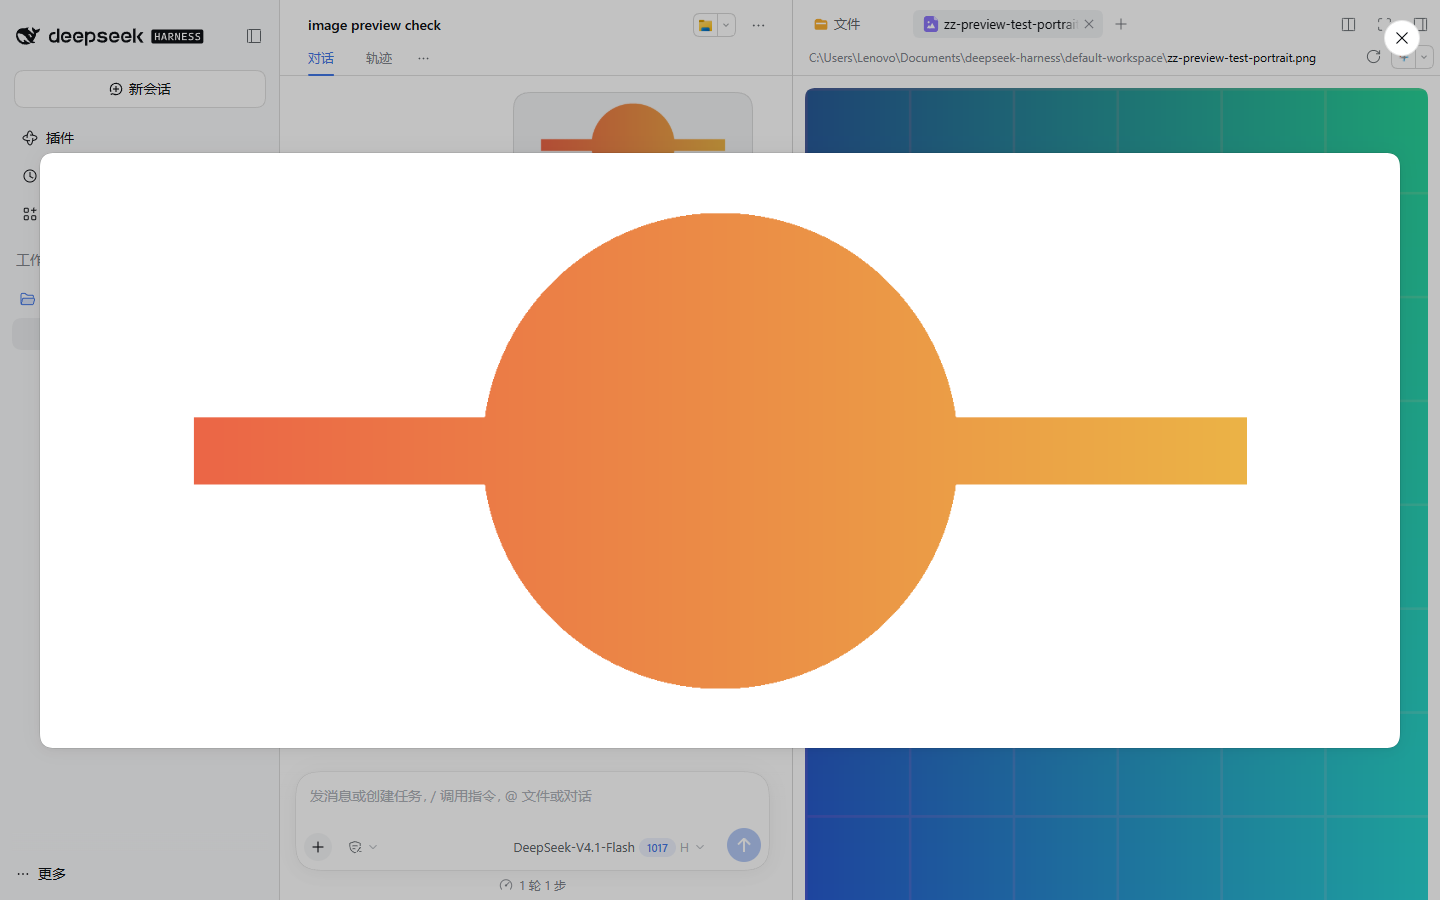 deepseek HARNESS
新会话
插件
工作
更多
image preview check
对话
轨迹
发消息或创建任务, / 调用指令, @ 文件或对话
DeepSeek-V4.1-Flash 1017 H
1 轮 1 步
文件
zz-preview-test-portrait
C:\Users\Lenovo\Documents\deepseek-harness\default-workspace\zz-preview-test-portrait.png